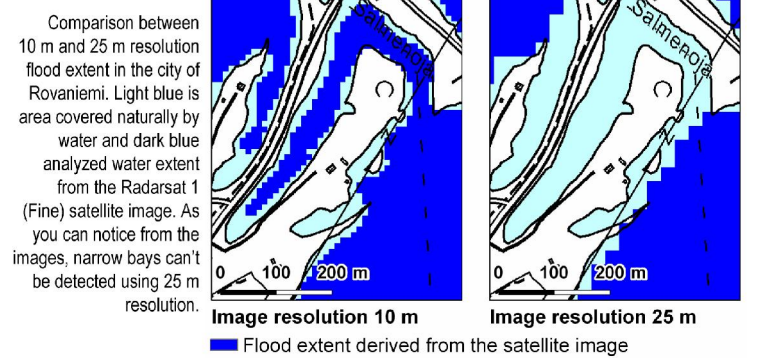 Comparison between
10 m and 25 m resolution
flood extent in the city of
Rovaniemi. Light blue is
area covered naturally by
water and dark blue
analyzed water extent
from the Radarsat 1
(Fine) satellite image. As
you can notice from the
images, narrow bays can't
be detected using 25 m
resolution.
Salmenoja
0 100 200 m
Image resolution 10 m
Salmenoja
0 100 200 m
Image resolution 25 m
Flood extent derived from the satellite image